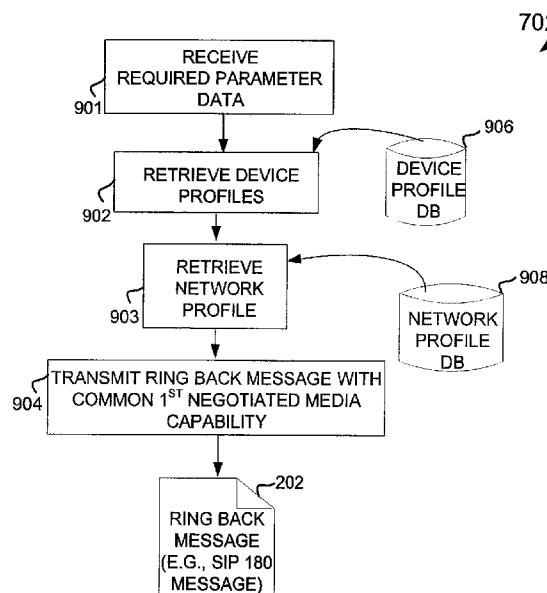 702
RECEIVE
REQUIRED PARAMETER
DATA
901
906
DEVICE
PROFILE
DB
RETRIEVE DEVICE
PROFILES
902
RETRIEVE
NETWORK
PROFILE
903
908
NETWORK
PROFILE
DB
TRANSMIT RING BACK MESSAGE WITH
COMMON 1ST NEGOTIATED MEDIA
CAPABILITY
904
202
RING BACK
MESSAGE
(E.G., SIP 180
MESSAGE)